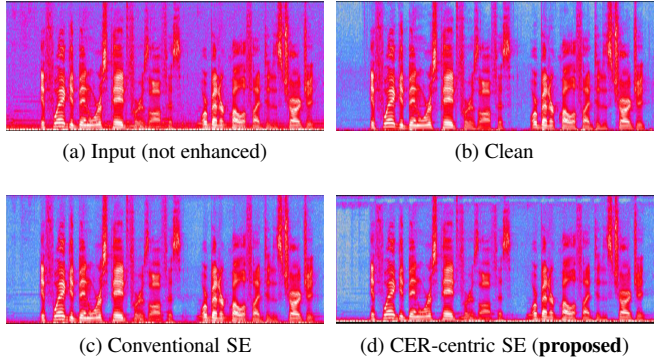 (a) Input (not enhanced)
(b) Clean
(c) Conventional SE
(d) CER-centric SE (proposed)